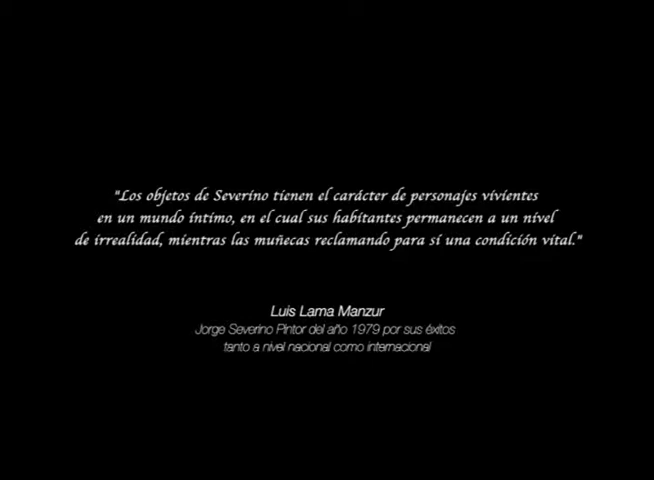 "Los objetos de Severino tienen el carácter de personajes vivientes
en un mundo íntimo, en el cual sus habitantes permanecen a un nivel
de irrealidad, mientras las muñecas reclamando para sí una condición vital."
Luis Lama Manzur
Jorge Severino Pintor del año 1979 por sus éxitos
tanto a nivel nacional como internacional